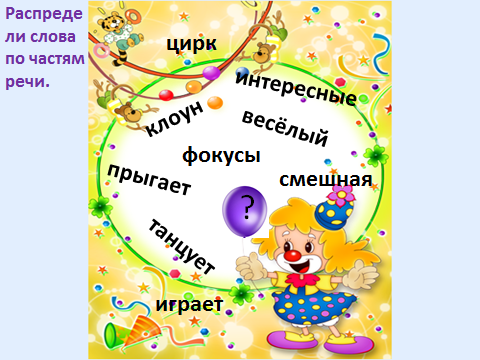 Распреде
ли слова
по частям
речи.
цирк
интересные
клоун
весёлый
фокусы
прыгает
смешная
?
танцует
играет